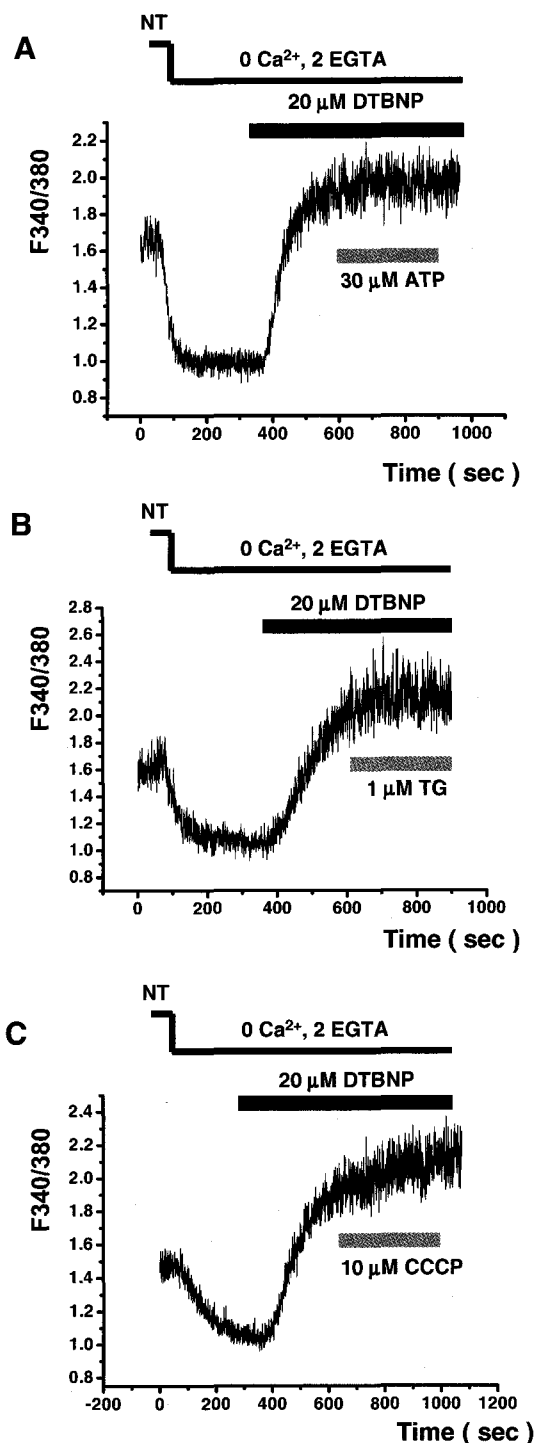 A
NT
0 Ca²⁺, 2 EGTA
20 µM DTBNP
2.2
2.0
1.8
1.6
1.4
1.2
1.0
0.8
F340/380
30 µM ATP
0 200 400 600 800 1000
Time ( sec )
B
NT
0 Ca²⁺, 2 EGTA
20 µM DTBNP
2.8
2.6
2.4
2.2
2.0
1.8
1.6
1.4
1.2
1.0
0.8
F340/380
1 µM TG
0 200 400 600 800 1000
Time ( sec )
C
NT
0 Ca²⁺, 2 EGTA
20 µM DTBNP
2.4
2.2
2.0
1.8
1.6
1.4
1.2
1.0
0.8
F340/380
10 µM CCCP
-200 0 200 400 600 800 1000 1200
Time ( sec )